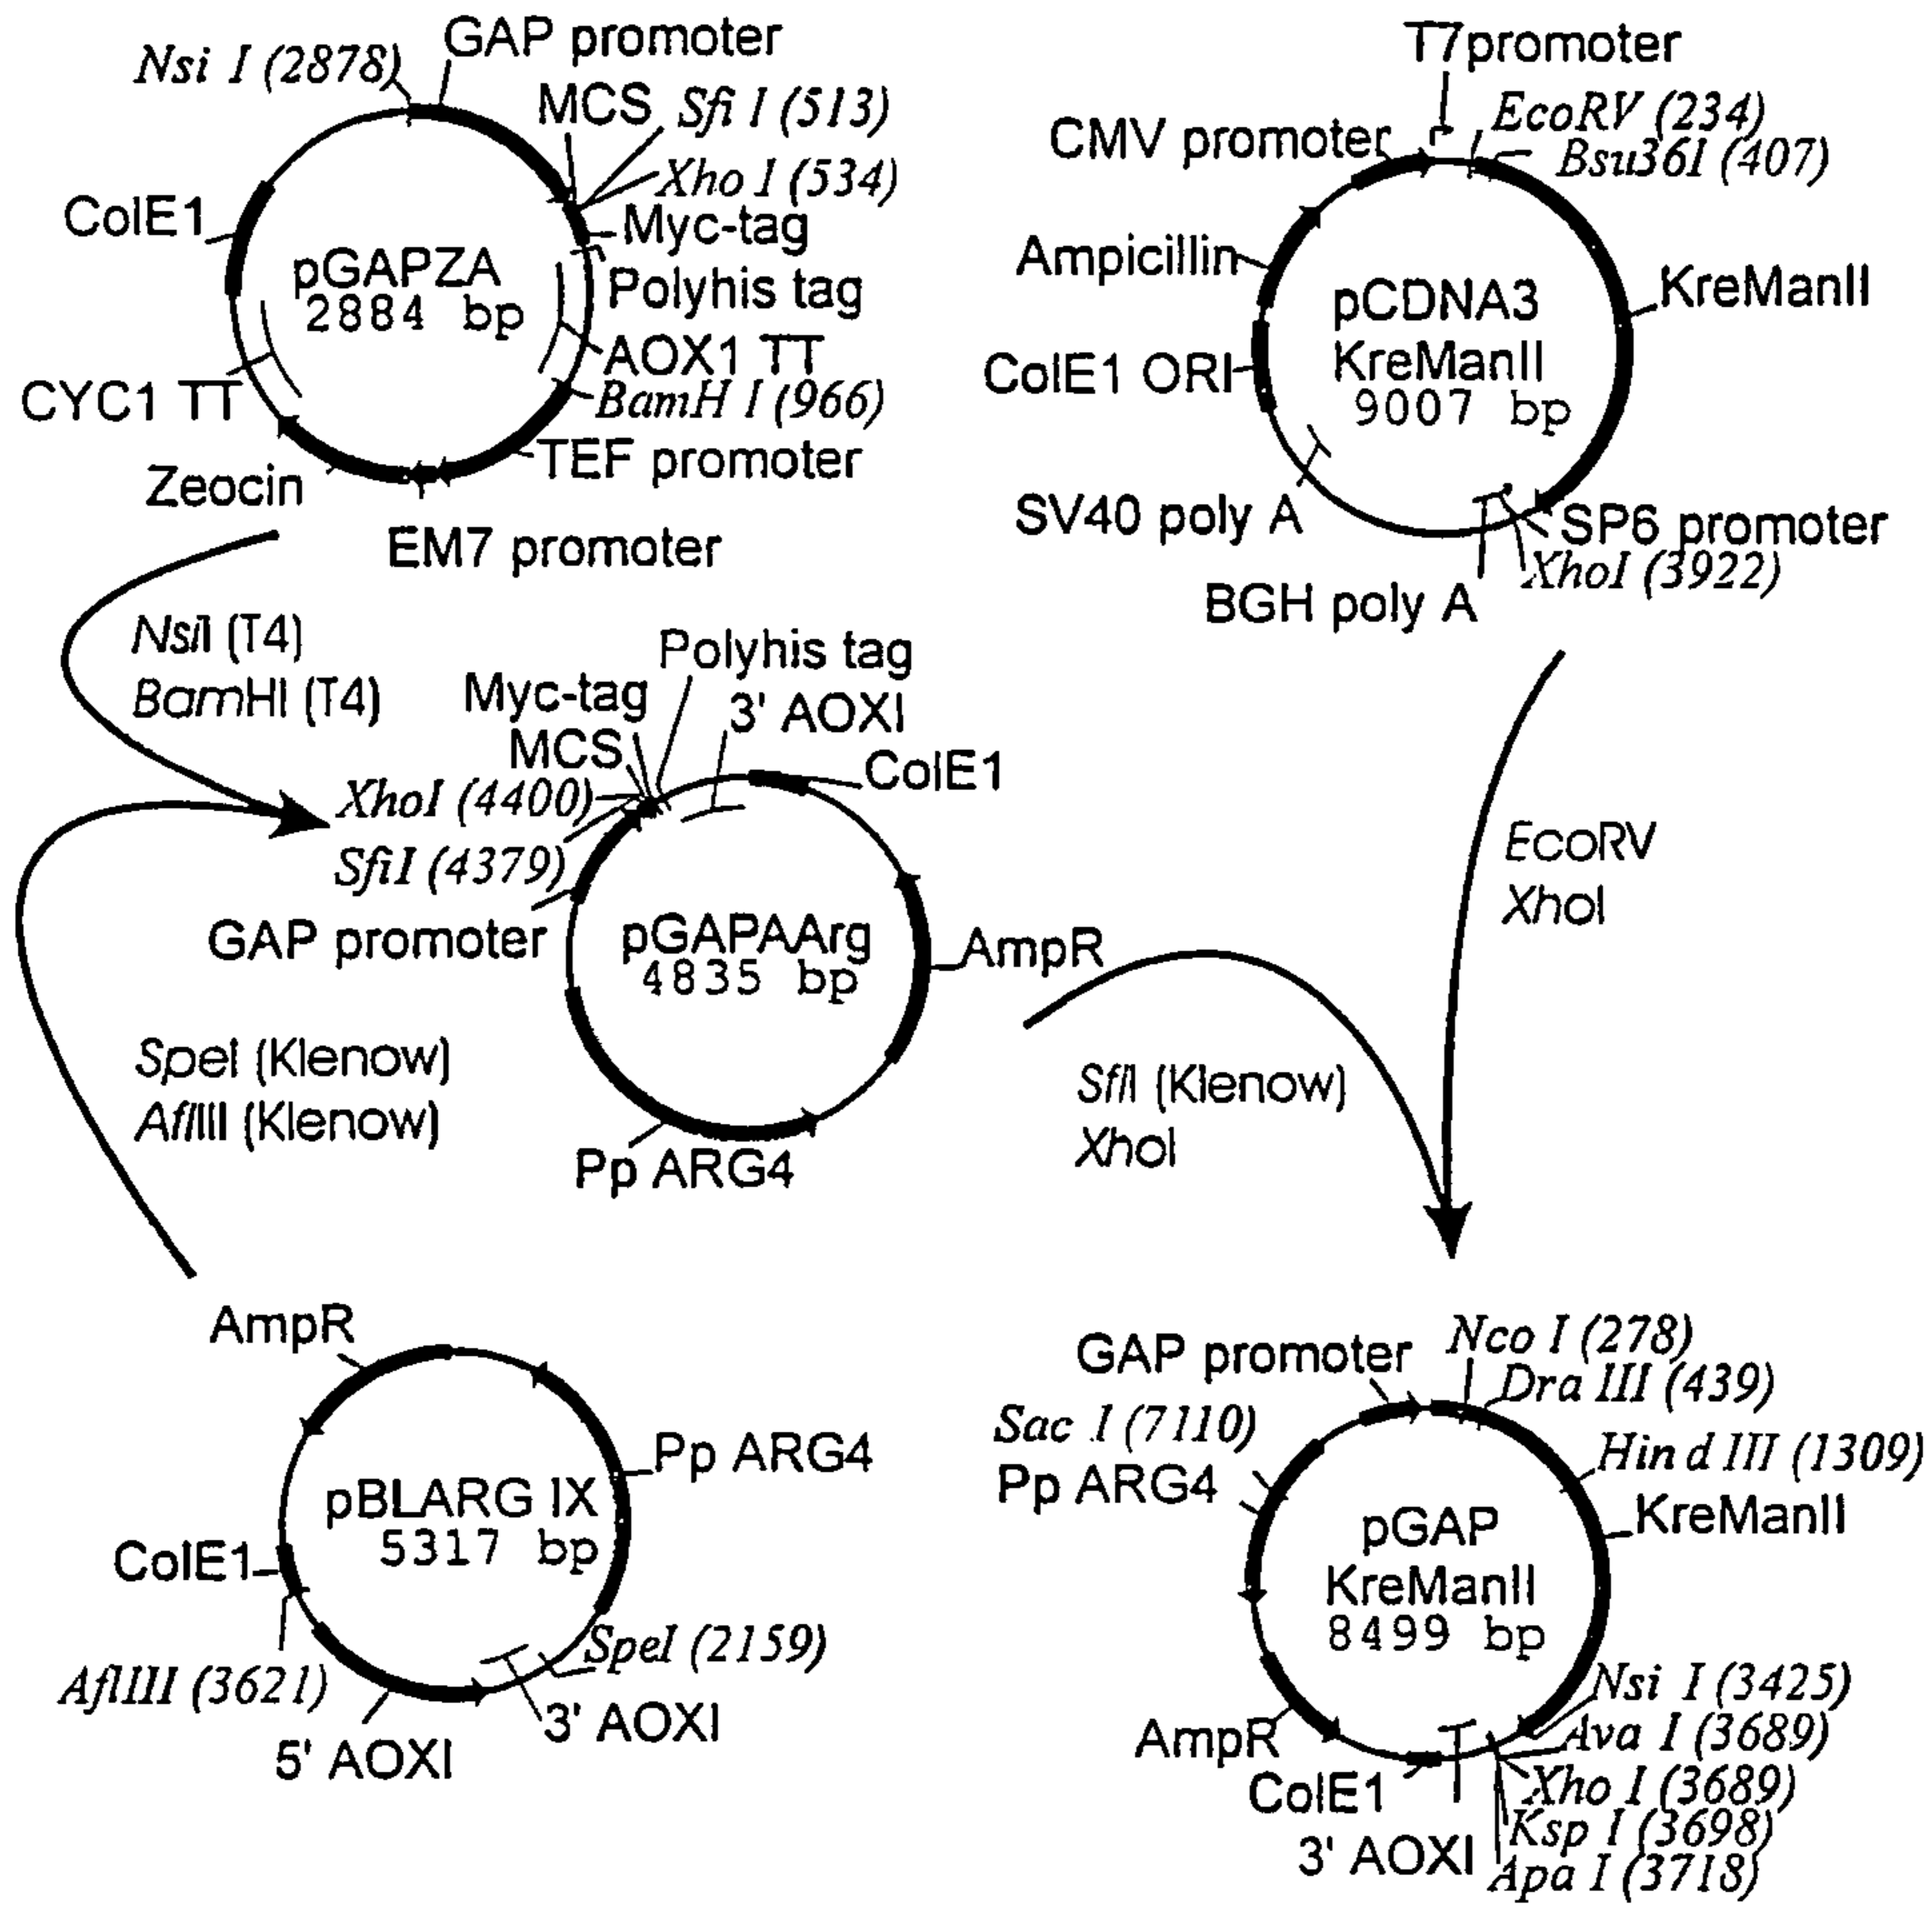 GAP promoter
Nsi I (2878)
MCS
Sfi I (513)
Xho I (534)
Myc-tag
Polyhis tag
ColE1
pGAPZA
2884 bp
AOX1 TT
BamH I (966)
CYC1 TT
TEF promoter
Zeocin
EM7 promoter
T7promoter
EcoRV (234)
CMV promoter
Bsu36I (407)
Ampicillin
pCDNA3
KreManII
9007 bp
KreManII
ColE1 ORI
SV40 poly A
SP6 promoter
XhoI (3922)
BGH poly A
NsiI (T4)
BamHI (T4)
Polyhis tag
Myc-tag
3' AOXI
MCS
ColE1
XhoI (4400)
SfiI (4379)
GAP promoter
pGAPAArg
4835 bp
AmpR
Pp ARG4
EcoRV
XhoI
SpeI (Klenow)
AflIII (Klenow)
SfiI (Klenow)
XhoI
AmpR
Pp ARG4
pBLARG IX
5317 bp
ColE1
SpeI (2159)
AflIII (3621)
3' AOXI
5' AOXI
GAP promoter
Nco I (278)
Dra III (439)
Sac I (7110)
Hind III (1309)
Pp ARG4
KreManII
pGAP
KreManII
8499 bp
Nsi I (3425)
Ava I (3689)
AmpR
Xho I (3689)
ColE1
Ksp I (3698)
3' AOXI
Apa I (3718)